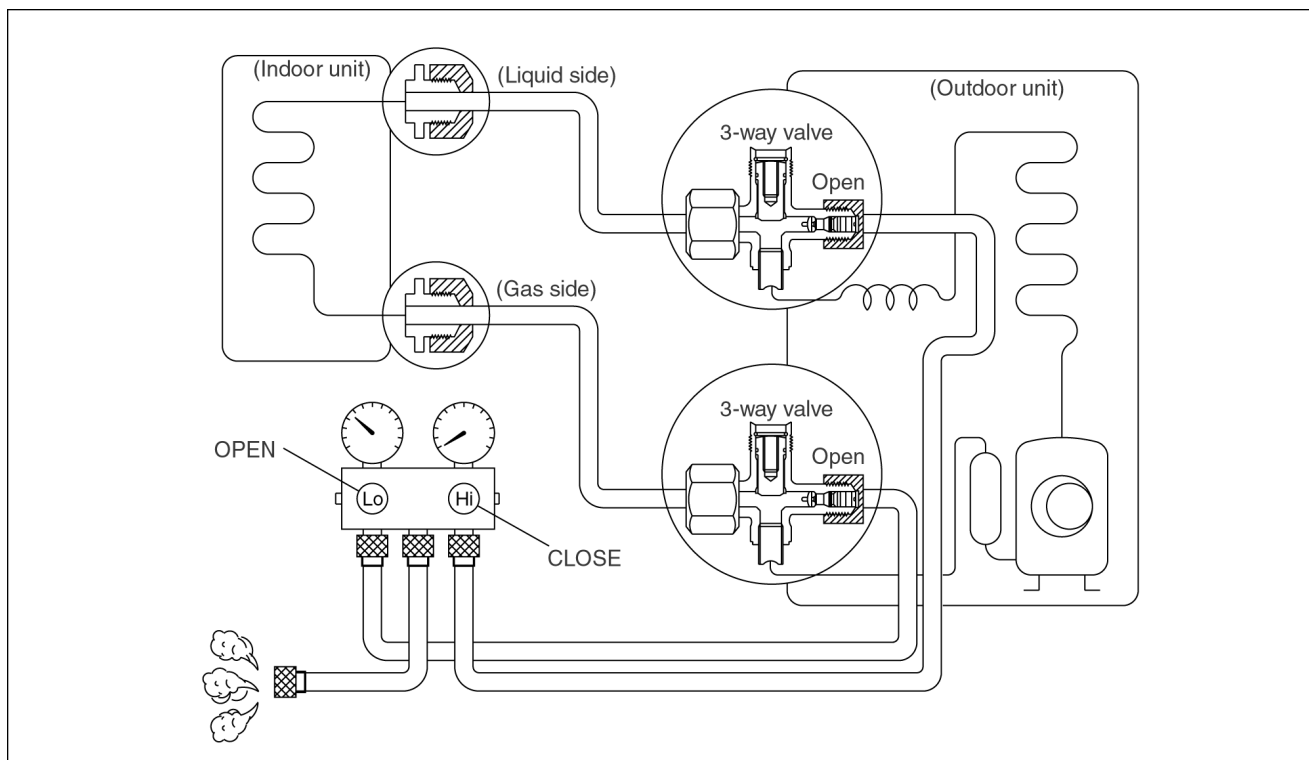 (Indoor unit)
(Liquid side)
(Outdoor unit)
3-way valve
Open
(Gas side)
3-way valve
Open
OPEN
Lo
Hi
CLOSE